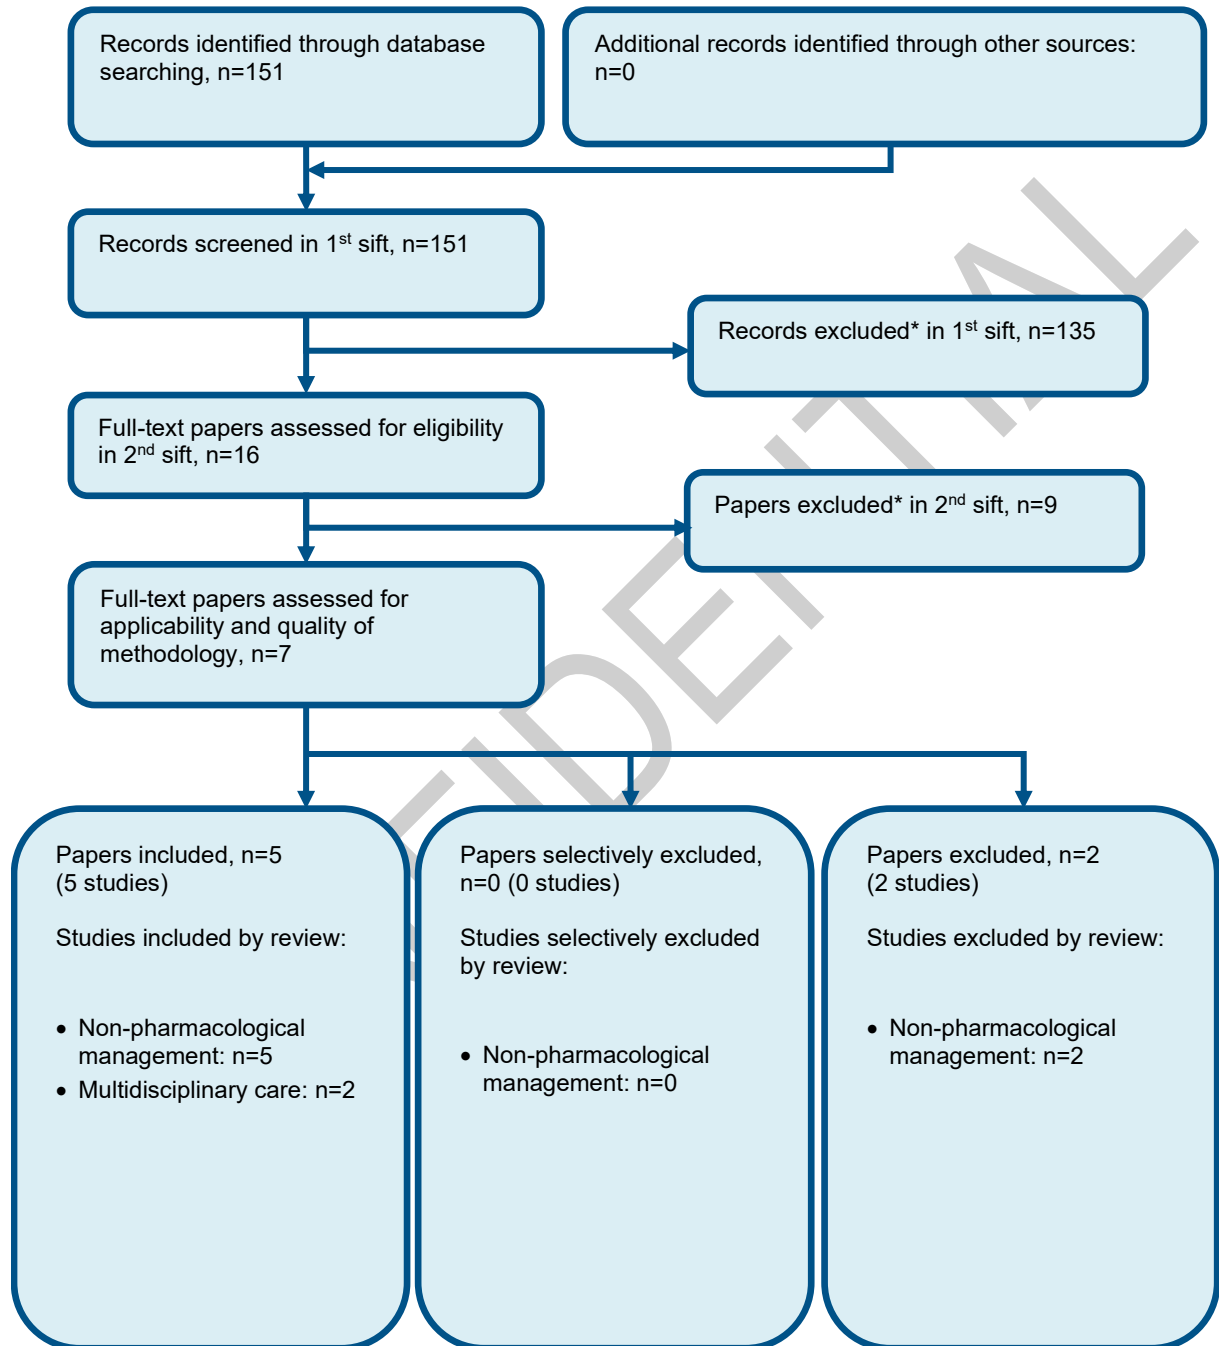 Records identified through database
searching, n=151
Additional records identified through other sources:
n=0
Records screened in 1st sift, n=151
Records excluded* in 1st sift, n=135
Full-text papers assessed for eligibility
in 2nd sift, n=16
Papers excluded* in 2nd sift, n=9
Full-text papers assessed for
applicability and quality of
methodology, n=7
Papers included, n=5
(5 studies)
Studies included by review:
• Non-pharmacological
management: n=5
• Multidisciplinary care: n=2
Papers selectively excluded,
n=0 (0 studies)
Studies selectively excluded
by review:
• Non-pharmacological
management: n=0
Papers excluded, n=2
(2 studies)
Studies excluded by review:
• Non-pharmacological
management: n=2